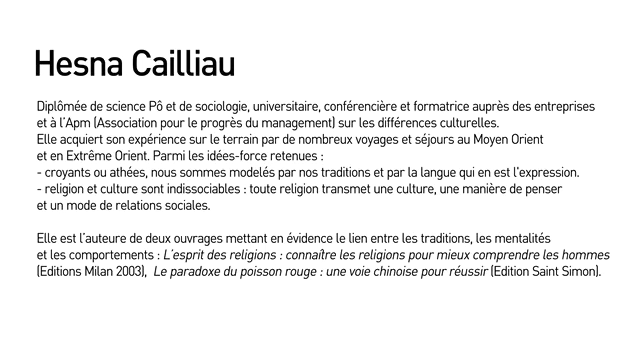 Hesna Cailliau
Diplômée de science Pô et de sociologie, universitaire, conférencière et formatrice auprès des entreprises
et à l'Apm (Association pour le progrès du management) sur les différences culturelles.
Elle acquiert son expérience sur le terrain par de nombreux voyages et séjours au Moyen Orient
et en Extrême Orient. Parmi les idées-force retenues :
- croyants ou athées, nous sommes modelés par nos traditions et par la langue qui en est l'expression.
- religion et culture sont indissociables : toute religion transmet une culture, une manière de penser
et un mode de relations sociales.
Elle est l'auteure de deux ouvrages mettant en évidence le lien entre les traditions, les mentalités
et les comportements : L'esprit des religions : connaître les religions pour mieux comprendre les hommes
(Editions Milan 2003), Le paradoxe du poisson rouge : une voie chinoise pour réussir (Edition Saint Simon).